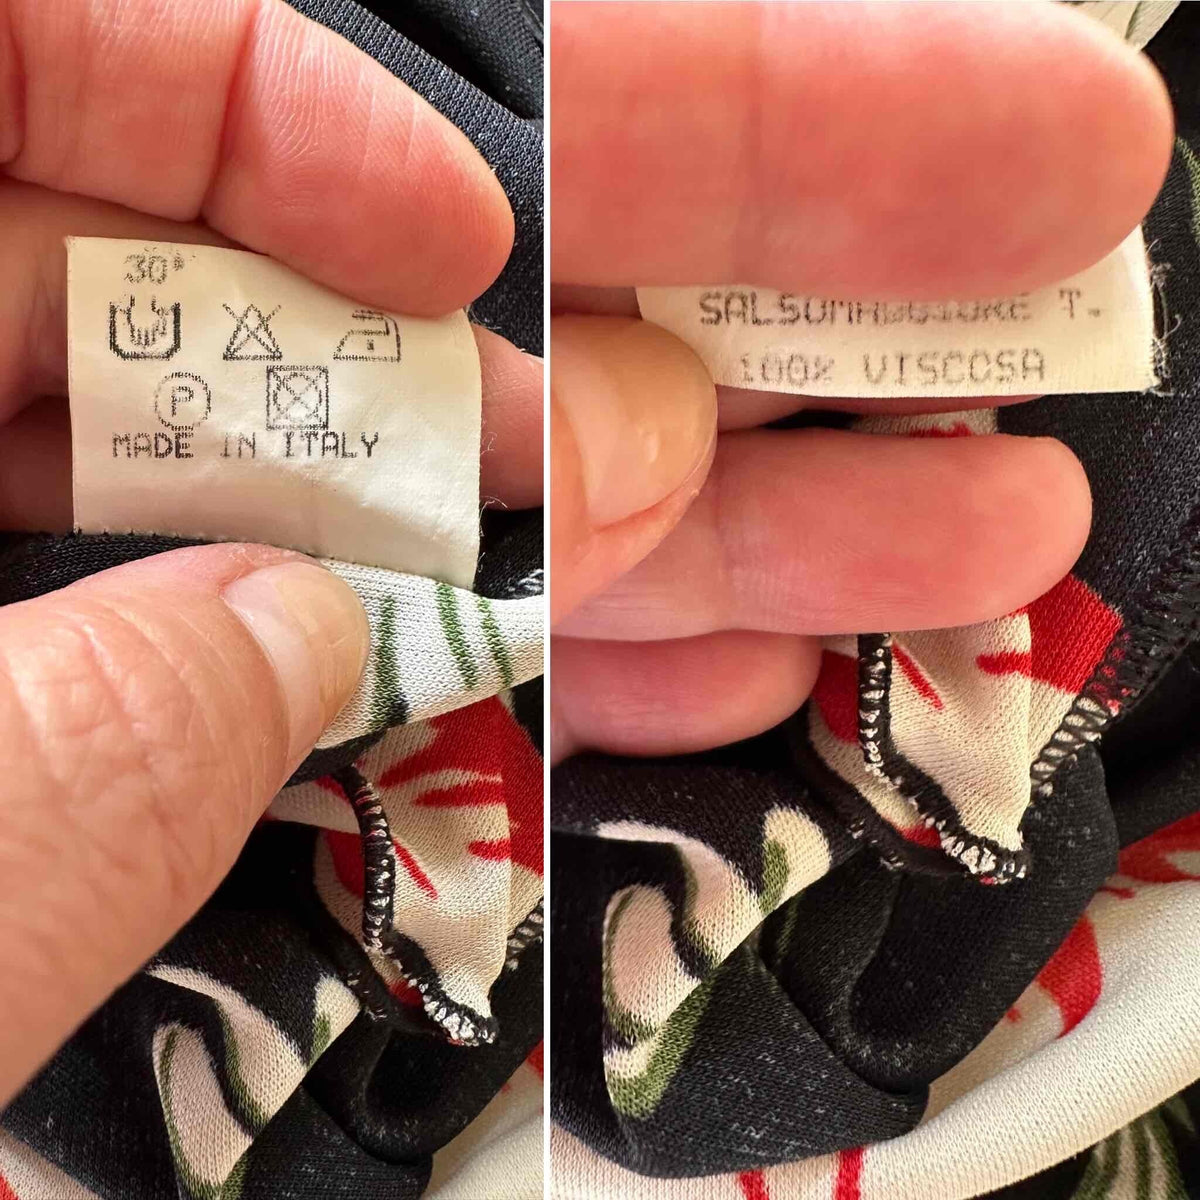 30°
P
MADE IN ITALY
SALSOMAGGIORE T.
100% VISCOSA